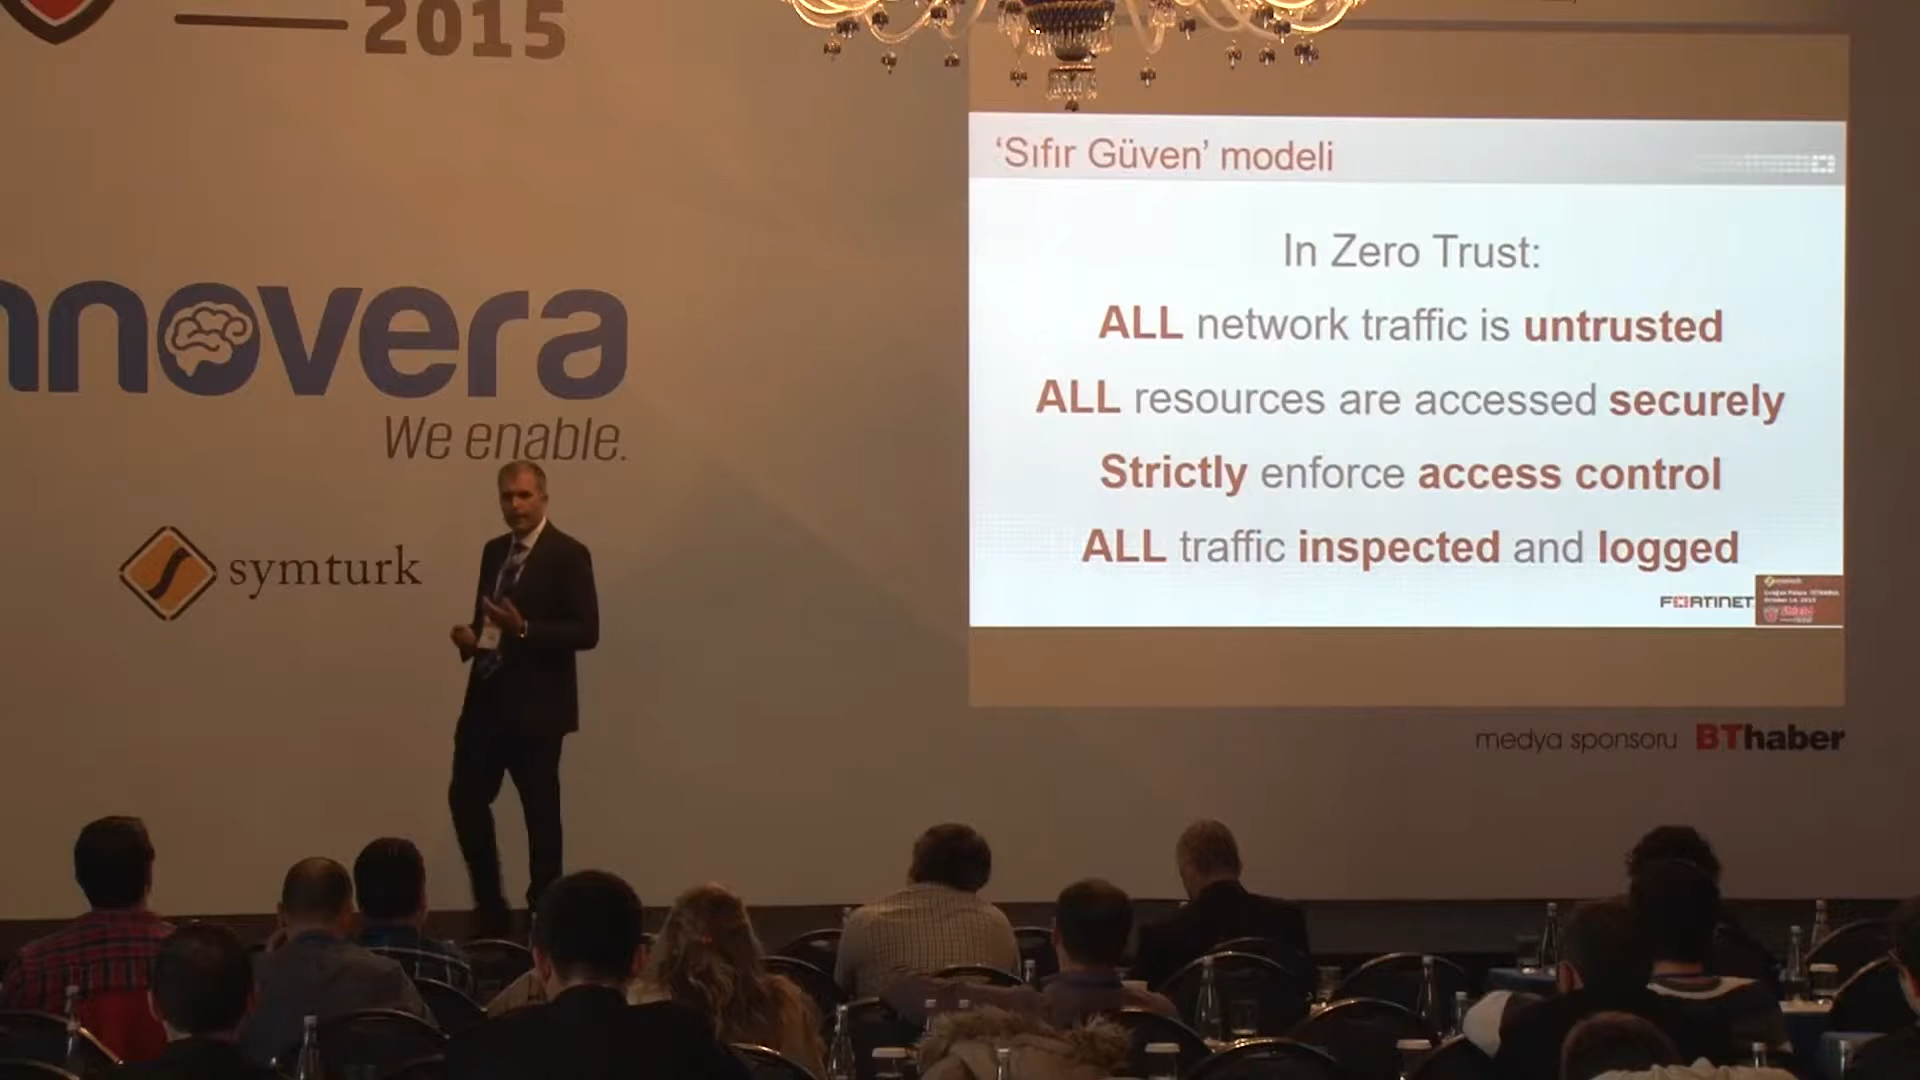 2015
nnovera
We enable.
symturk
'Sıfır Güven' modeli
In Zero Trust:
ALL network traffic is untrusted
ALL resources are accessed securely
Strictly enforce access control
ALL traffic inspected and logged
FORTINET
medya sponsoru BThaber